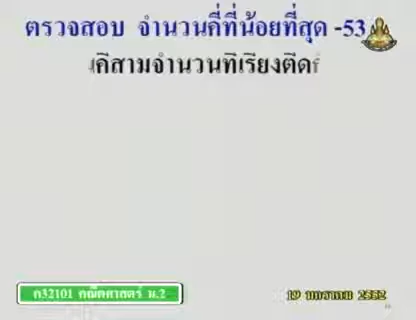 ตรวจสอบ จำนวนคี่ที่น้อยที่สุด -53
คี่สามจำนวนที่เรียงติด
ค32101 คณิตศาสตร์ ม.2
19 มกราคม 2552